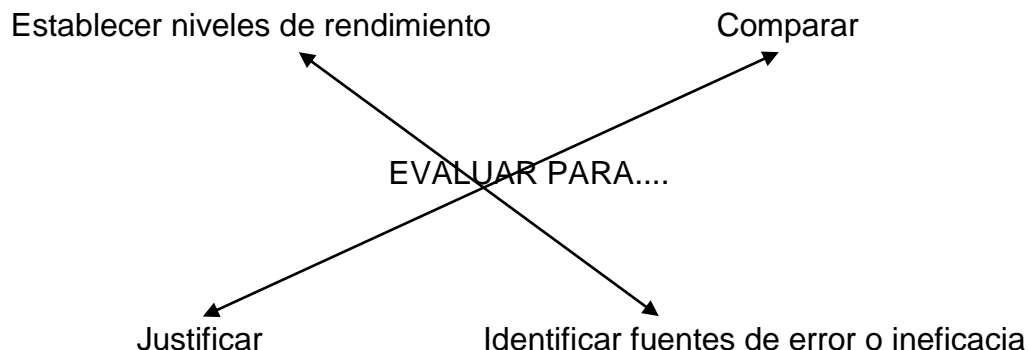 Establecer niveles de rendimiento
Comparar
EVALUAR PARA....
Justificar
Identificar fuentes de error o ineficacia